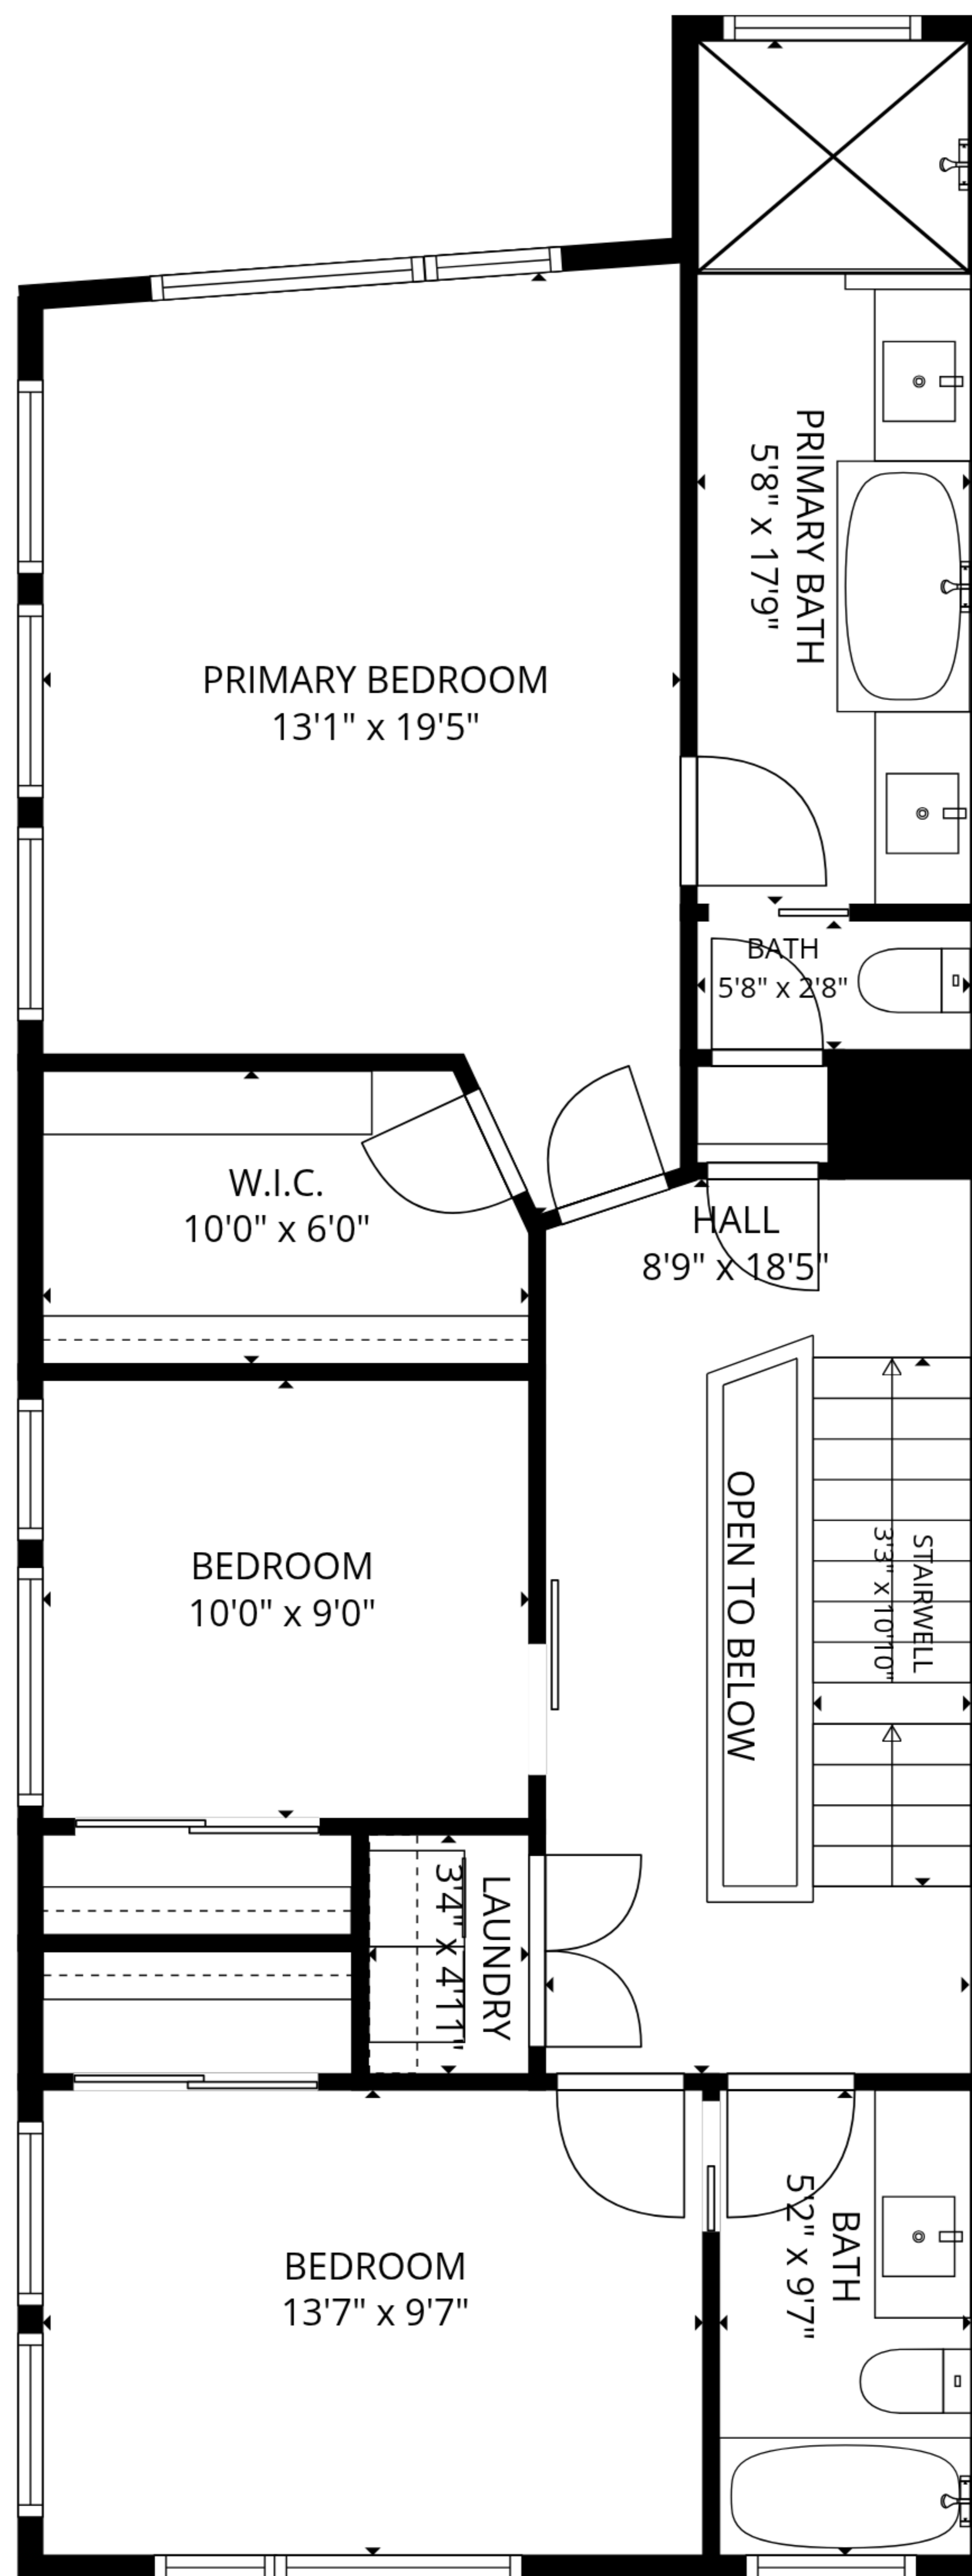 PRIMARY BATH
5'8" x 17'9"
PRIMARY BEDROOM
13'1" x 19'5"
BATH
5'8" x 2'8"
W.I.C.
10'0" x 6'0"
HALL
8'9" x 18'5"
BEDROOM
10'0" x 9'0"
OPEN TO BELOW
STAIRWELL
3'3" x 10'10"
LAUNDRY
3'4" x 4'11"
BEDROOM
13'7" x 9'7"
BATH
5'2" x 9'7"